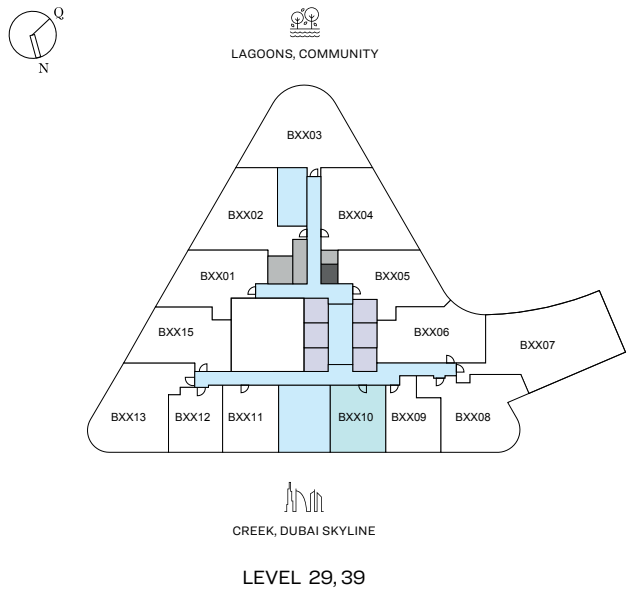 Q
N
LAGOONS, COMMUNITY
BXX03
BXX02
BXX04
BXX01
BXX05
BXX15
BXX06
BXX07
BXX13
BXX12
BXX11
BXX10
BXX09
BXX08
CREEK, DUBAI SKYLINE
LEVEL 29, 39